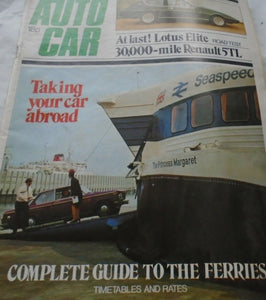 AUTO
CAR
18p
At last! Lotus Elite ROAD TEST
30,000-mile Renault 5TL
Taking
your car
abroad
Seaspeed
The Princess Margaret
COMPLETE GUIDE TO THE FERRIES
TIMETABLES AND RATES